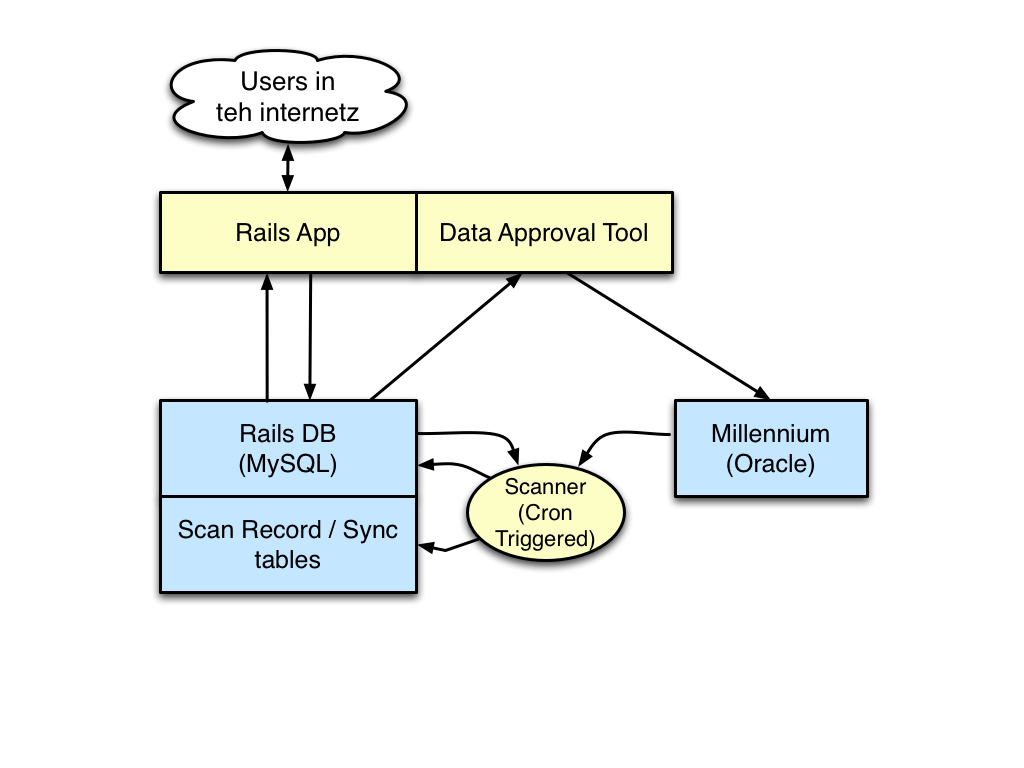 Users in
teh internetz
Rails App
Data Approval Tool
Rails DB
(MySQL)
Millennium
(Oracle)
Scanner
(Cron
Triggered)
Scan Record / Sync
tables